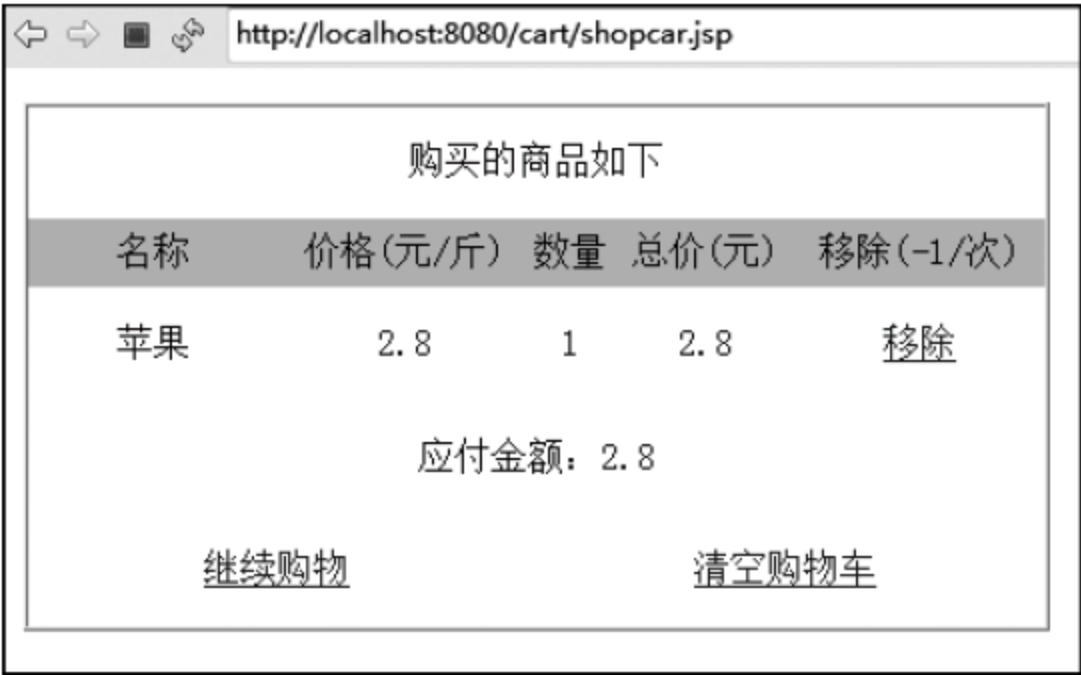 http://localhost:8080/cart/shopcar.jsp
购买的商品如下
名称 价格(元/斤) 数量 总价(元) 移除(-1/次)
苹果 2.8 1 2.8 移除
应付金额：2.8
继续购物 清空购物车